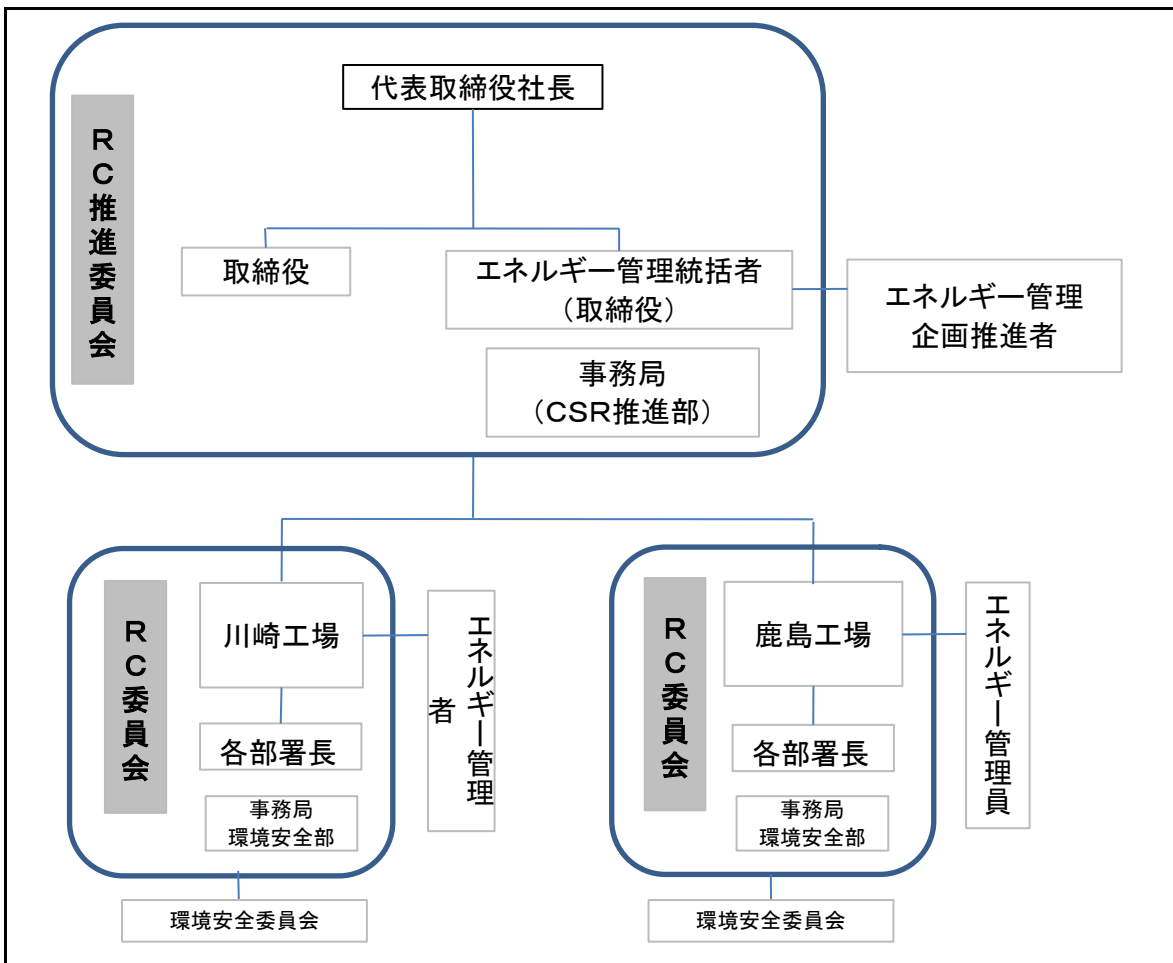 代表取締役社長
RC推進委員会
取締役
エネルギー管理統括者
（取締役）
エネルギー管理
企画推進者
事務局
（CSR推進部）
RC委員会
川崎工場
エネルギー管理
者
各部署長
事務局
環境安全部
環境安全委員会
RC委員会
鹿島工場
エネルギー管理員
各部署長
事務局
環境安全部
環境安全委員会